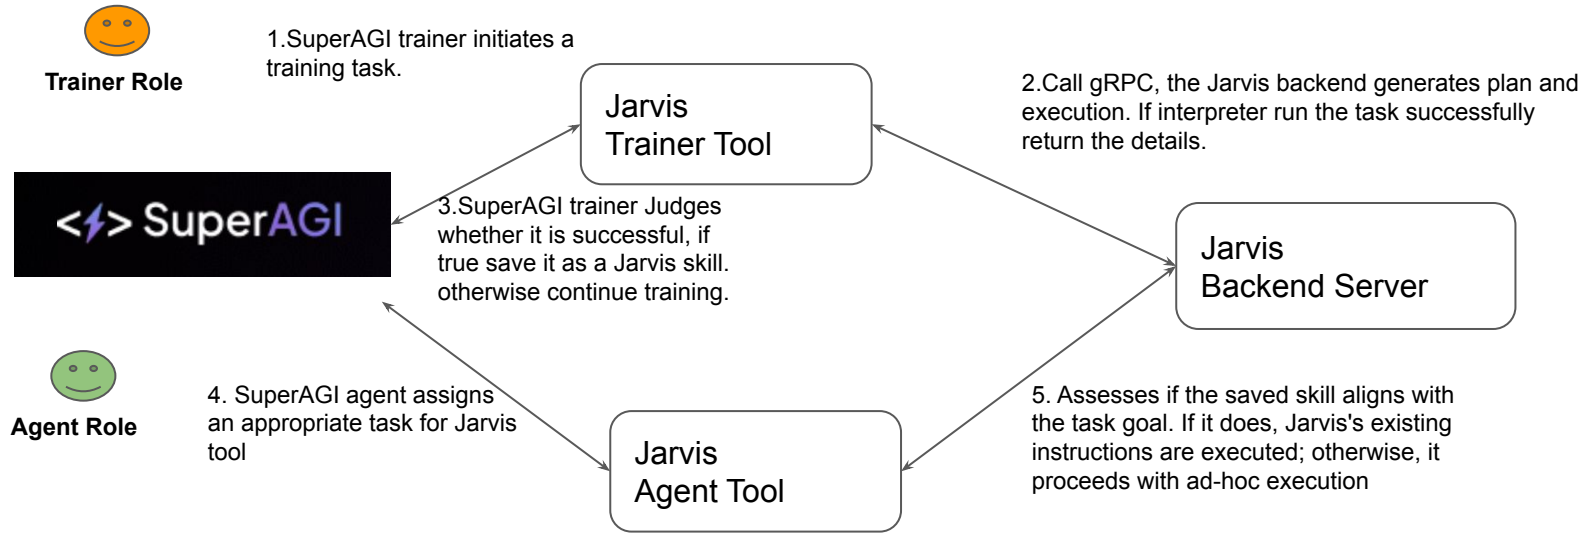 Trainer Role
1.SuperAGI trainer initiates a
training task.
Jarvis
Trainer Tool
2.Call gRPC, the Jarvis backend generates plan and
execution. If interpreter run the task successfully
return the details.
<⚡> SuperAGI
3.SuperAGI trainer Judges
whether it is successful, if
true save it as a Jarvis skill.
otherwise continue training.
Jarvis
Backend Server
Agent Role
4. SuperAGI agent assigns
an appropriate task for Jarvis
tool
Jarvis
Agent Tool
5. Assesses if the saved skill aligns with
the task goal. If it does, Jarvis's existing
instructions are executed; otherwise, it
proceeds with ad-hoc execution